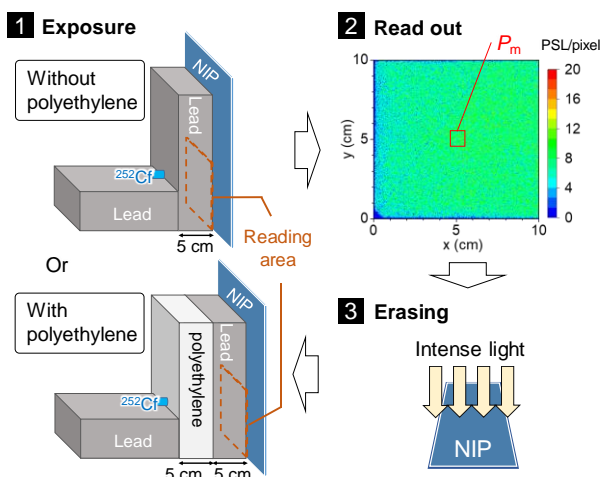 1 Exposure
Without
polyethylene
NIP
Lead
²⁵²Cf
Lead
5 cm
Reading
area
Or
With
polyethylene
NIP
Lead
polyethylene
²⁵²Cf
Lead
5 cm 5 cm
2 Read out
Pm
PSL/pixel
10
5
0
y (cm)
0 5 10
x (cm)
20
16
12
8
4
0
3 Erasing
Intense light
NIP